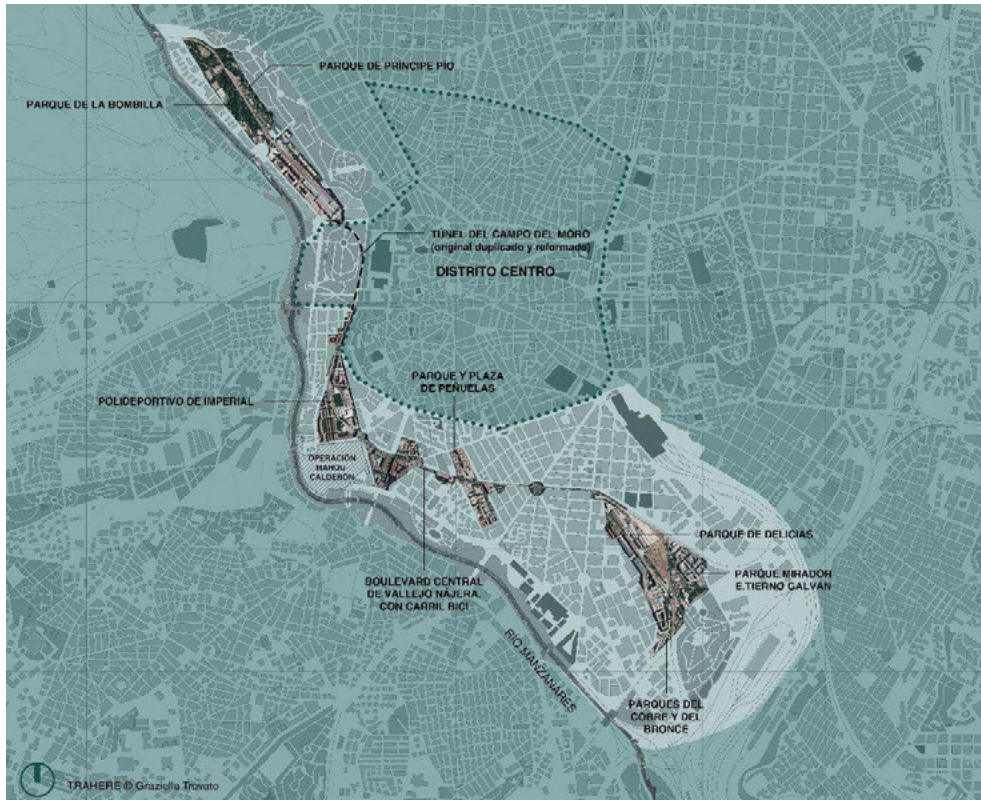 PARQUE DE PRINCIPE PIO
PARQUE DE LA BOMBILLA
TÚNEL DEL CAMPO DEL MORO
(original duplicado y reformado)
DISTRITO CENTRO
PARQUE Y PLAZA
DE PEÑUELAS
POLIDEPORTIVO DE IMPERIAL
OPERACIÓN
MAHOU
CALDERÓN
PARQUE DE DELICIAS
PARQUE MIRADOR
E.TIERNO GALVAN
BOULEVARD CENTRAL
DE VALLEJO NÁJERA,
CON CARRIL BICI
RIO MANZANARES
PARQUES DEL
COBRE Y DEL
BRONCE
TRAHERE © Graziella Trovato